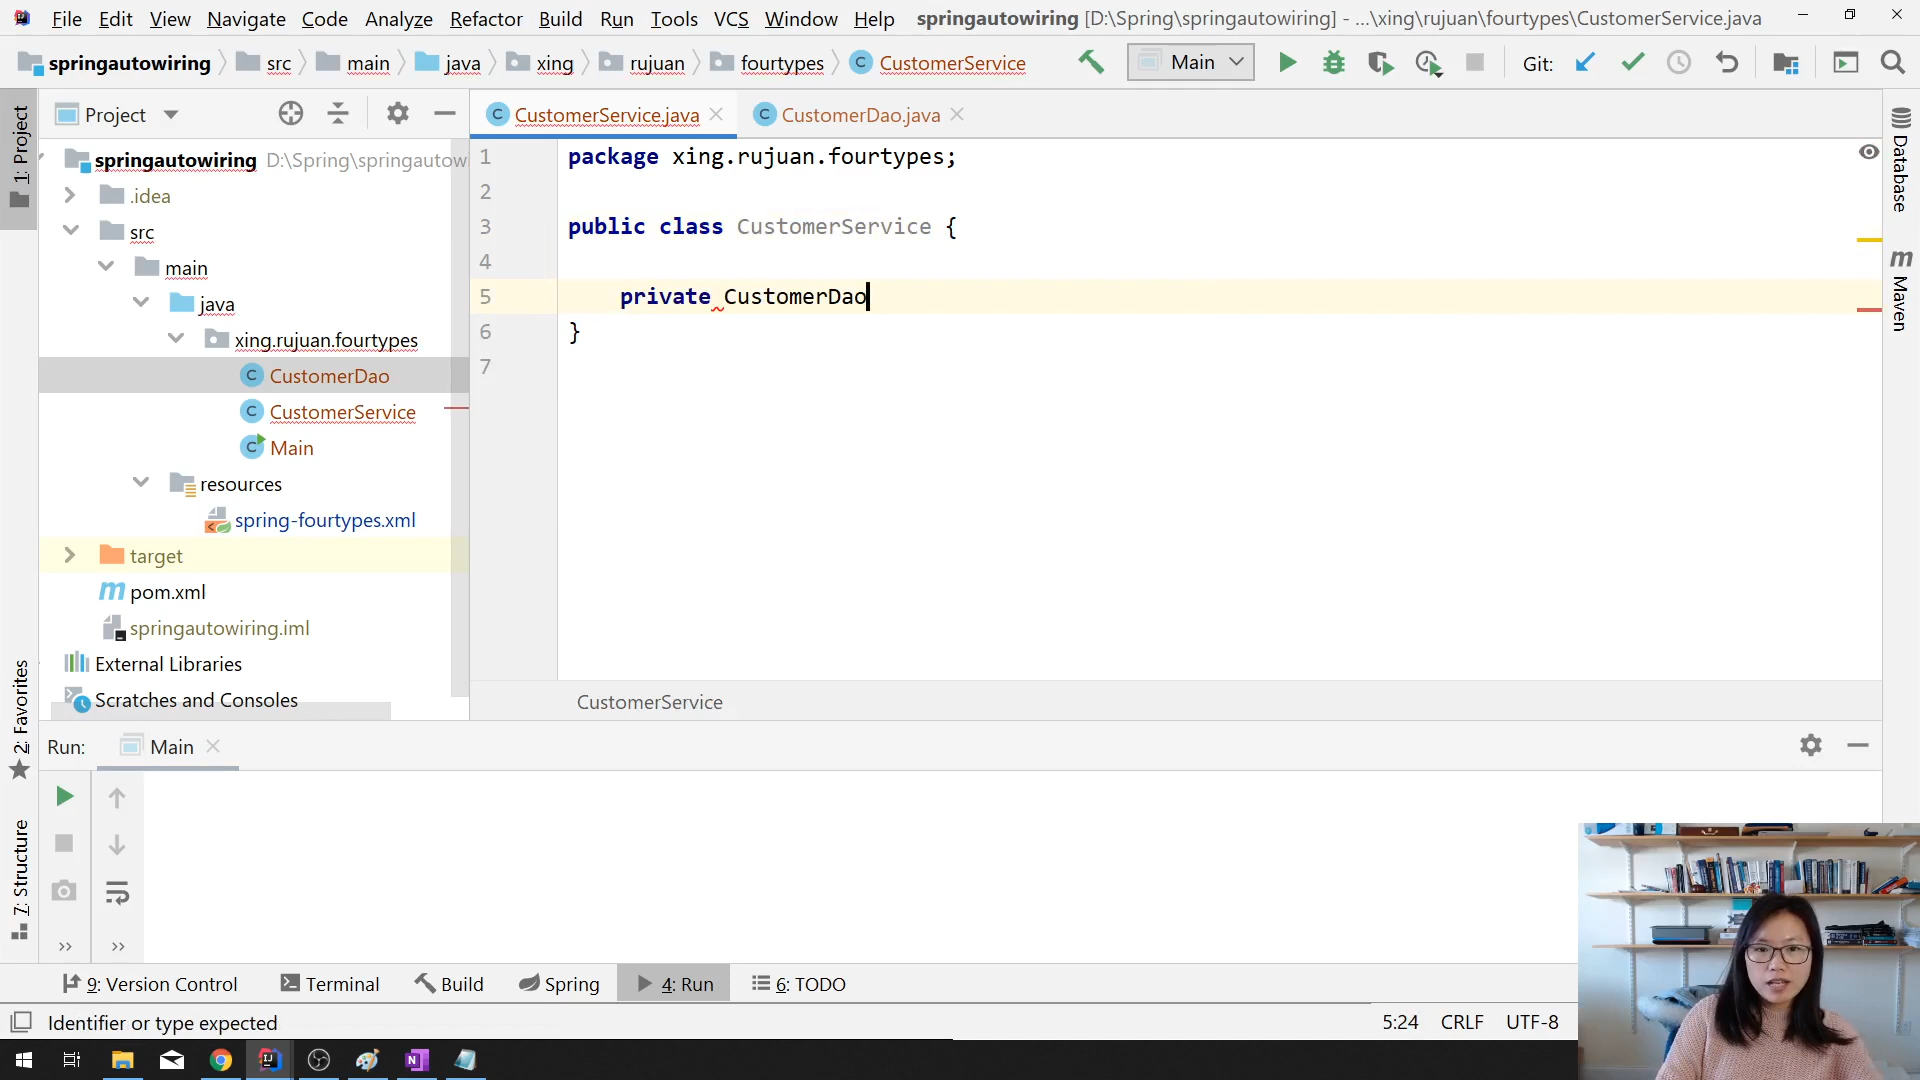 File Edit View Navigate Code Analyze Refactor Build Run Tools VCS Window Help springautowiring [D:\Spring\springautowiring] - ...\xing\rujuan\fourtypes\CustomerService.java
springautowiring src main java xing rujuan fourtypes CustomerService Main Git:
1: Project
Project
CustomerService.java
CustomerDao.java
springautowiring D:\Spring\springautow
.idea
src
main
java
xing.rujuan.fourtypes
CustomerDao
CustomerService
Main
resources
spring-fourtypes.xml
target
pom.xml
springautowiring.iml
External Libraries
Scratches and Consoles
1 package xing.rujuan.fourtypes;
2
3 public class CustomerService {
4
5 private CustomerDao
6 }
7
CustomerService
Database
Maven
2: Favorites
7: Structure
Run: Main
9: Version Control Terminal Build Spring 4: Run 6: TODO
Identifier or type expected 5:24 CRLF UTF-8